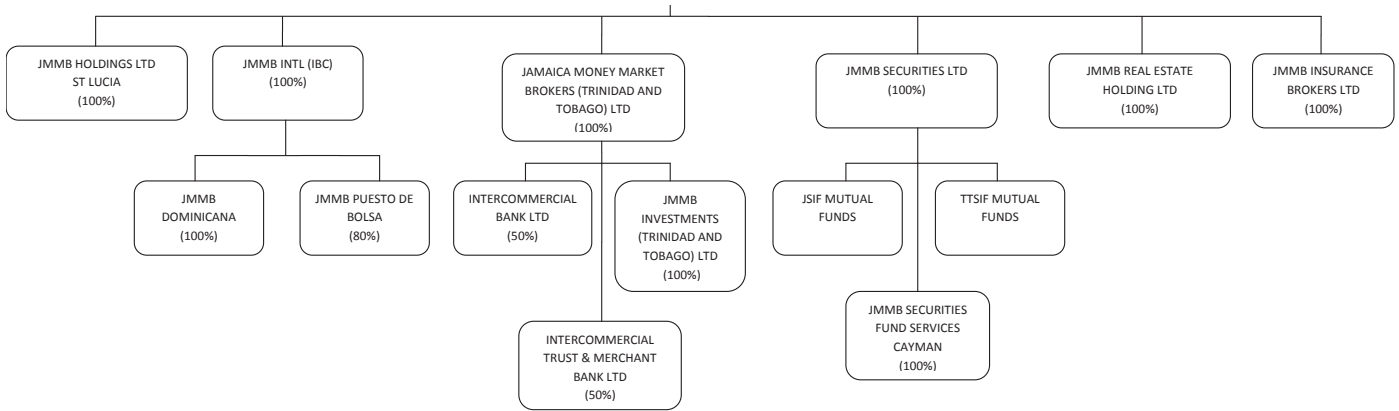 JMMB HOLDINGS LTD
ST LUCIA
(100%)
JMMB INTL (IBC)
(100%)
JAMAICA MONEY MARKET
BROKERS (TRINIDAD AND
TOBAGO) LTD
(100%)
JMMB SECURITIES LTD
(100%)
JMMB REAL ESTATE
HOLDING LTD
(100%)
JMMB INSURANCE
BROKERS LTD
(100%)
JMMB
DOMINICANA
(100%)
JMMB PUESTO DE
BOLSA
(80%)
INTERCOMMERCIAL
BANK LTD
(50%)
JMMB
INVESTMENTS
(TRINIDAD AND
TOBAGO) LTD
(100%)
JSIF MUTUAL
FUNDS
TTSIF MUTUAL
FUNDS
INTERCOMMERCIAL
TRUST & MERCHANT
BANK LTD
(50%)
JMMB SECURITIES
FUND SERVICES
CAYMAN
(100%)